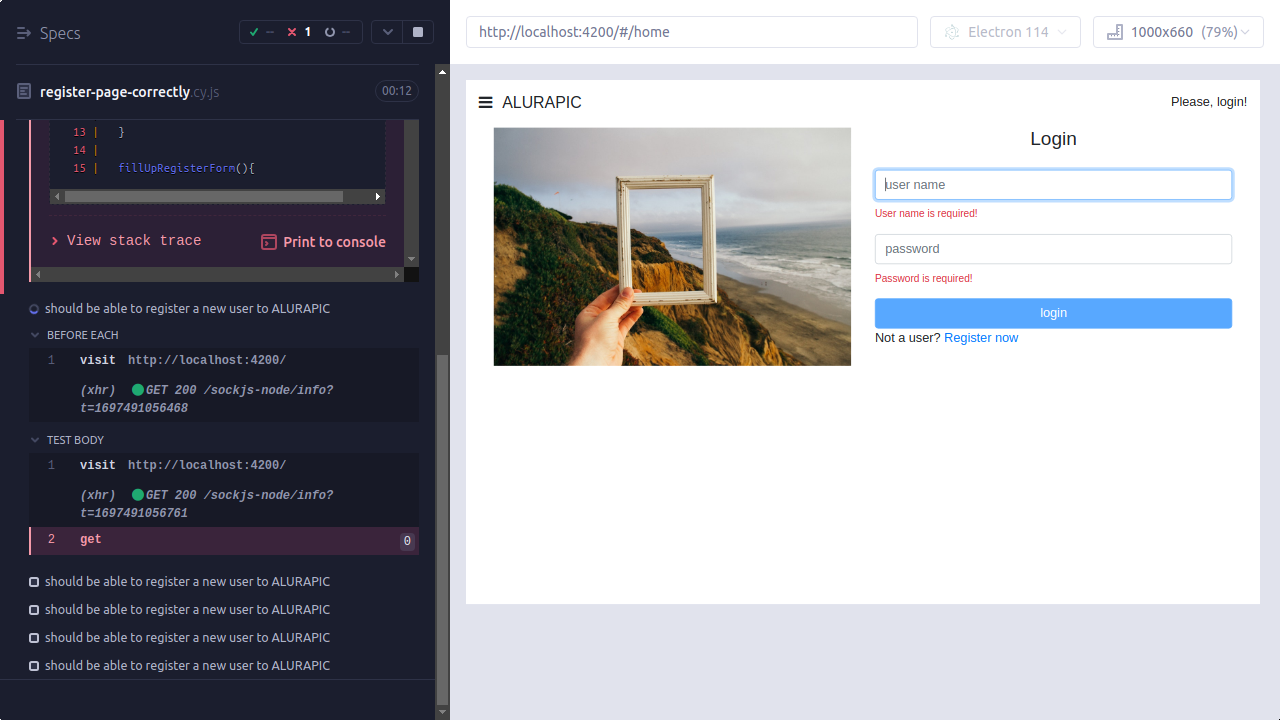 Specs
-- 1 --
register-page-correctly.cy.js
00:12
13 | }
14 |
15 | fillUpRegisterForm(){
View stack trace
Print to console
should be able to register a new user to ALURAPIC
BEFORE EACH
1 visit http://localhost:4200/
(xhr) GET 200 /sockjs-node/info?
t=1697491056468
TEST BODY
1 visit http://localhost:4200/
(xhr) GET 200 /sockjs-node/info?
t=1697491056761
2 get 0
should be able to register a new user to ALURAPIC
should be able to register a new user to ALURAPIC
should be able to register a new user to ALURAPIC
should be able to register a new user to ALURAPIC
http://localhost:4200/#/home
Electron 114
1000x660 (79%)
ALURAPIC
Please, login!
Login
user name
User name is required!
password
Password is required!
login
Not a user? Register now